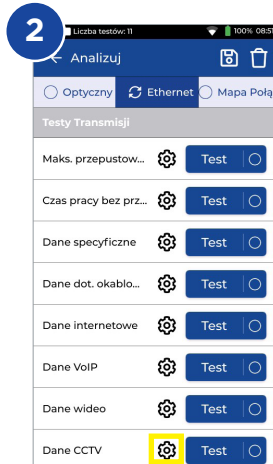 2
Liczba testów: 11 100% 08:51
Analizuj
Optyczny Ethernet Mapa Połą
Testy Transmisji
Maks. przepustow... Test
Czas pracy bez prz... Test
Dane specyficzne Test
Dane dot. okablo... Test
Dane internetowe Test
Dane VoIP Test
Dane wideo Test
Dane CCTV Test